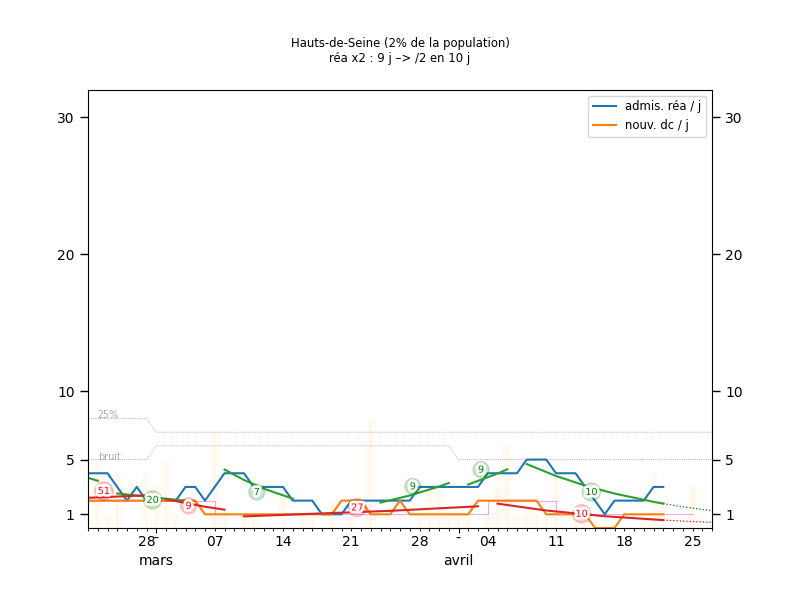 Hauts-de-Seine (2% de la population)
réa x2 : 9 j –> /2 en 10 j
admis. réa / j
nouv. dc / j
30 30
20 20
10 10
25%
bruit
5 5
1 1
51 20 9 7 27 9 9 10 10
28 07 14 21 28 04 11 18 25
mars avril